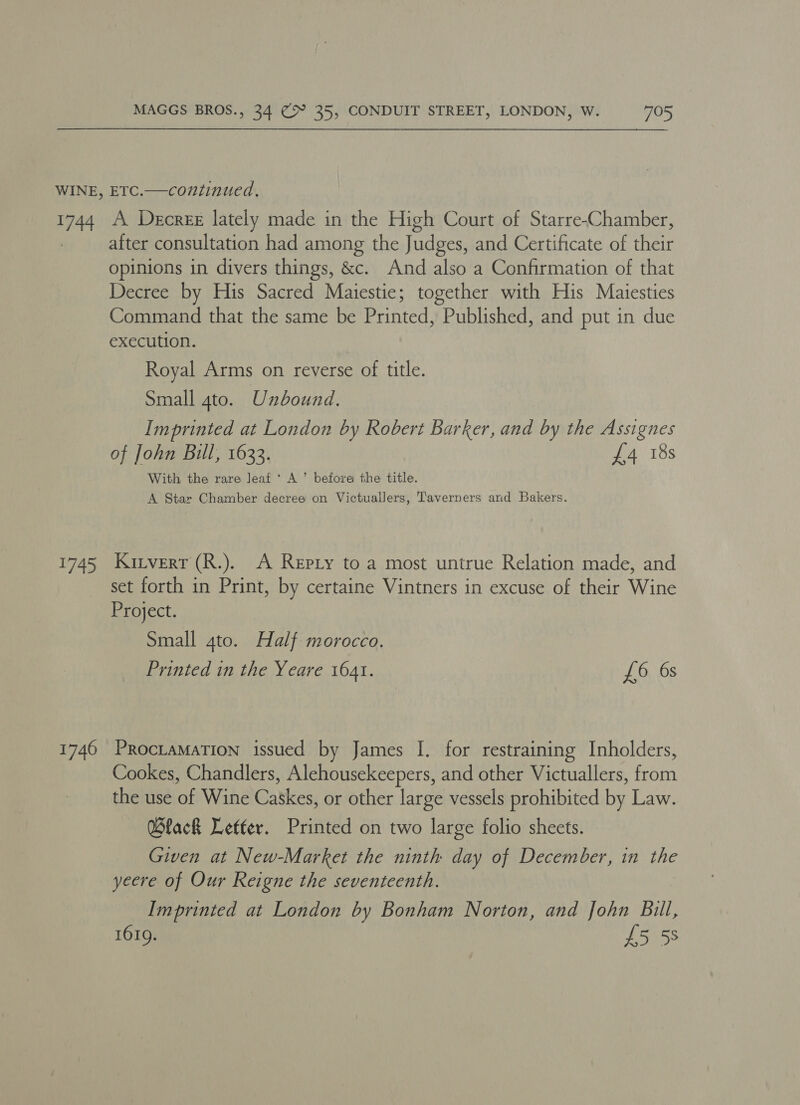 MAGGS BROS., 34 & 35, CONDUIT STREET, LONDON, W. 705
WINE, ETC.—continued.
1744 A Decree lately made in the High Court of Starre-Chamber,
after consultation had among the Judges, and Certificate of their
opinions in divers things, &c. And also a Confirmation of that
Decree by His Sacred Maiestie; together with His Maiesties
Command that the same be Printed, Published, and put in due
execution.
Royal Arms on reverse of title.
Small 4to. Unbound.
Imprinted at London by Robert Barker, and by the Assignes
of John Bill, 1633. £4 18s
With the rare leaf ‘ A ’ before the title.
A Star Chamber decree on Victuallers, Taverners and Bakers.
1745 Kilvert (R.). A Reply to a most untrue Relation made, and
set forth in Print, by certaine Vintners in excuse of their Wine
Project.
Small 4to. Half morocco.
Printed in the Yeare 1641. £6 6s
1746 Proclamation issued by James I. for restraining Inholders,
Cookes, Chandlers, Alehousekeepers, and other Victuallers, from
the use of Wine Caskes, or other large vessels prohibited by Law.
Black Letter. Printed on two large folio sheets.
Given at New-Market the ninth day of December, in the
yeere of Our Reigne the seventeenth.
Imprinted at London by Bonham Norton, and John Bill,
1619. £5 5s